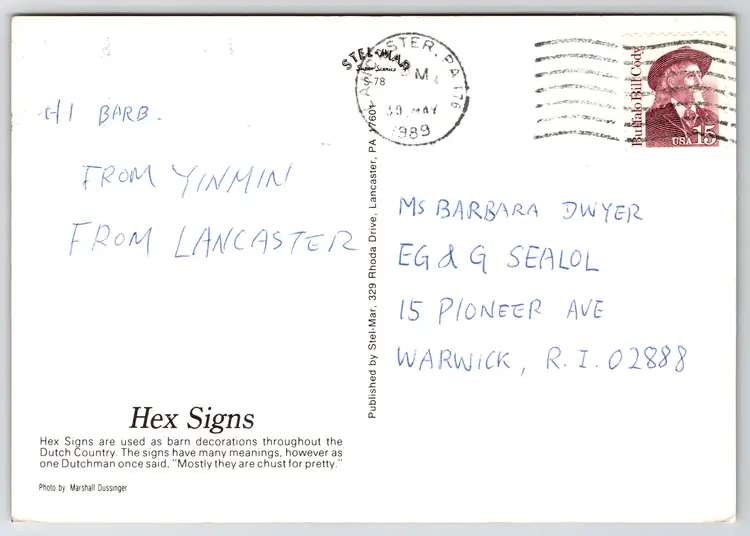 HI BARB.
FROM YINMIN
FROM LANCASTER
Hex Signs
Hex Signs are used as barn decorations throughout the
Dutch Country. The signs have many meanings, however as
one Dutchman once said, "Mostly they are chust for pretty."
Photo by: Marshall Dussinger
Published by Stel-Mar, 329 Rhoda Drive, Lancaster, PA 17601
STEL-MAR
S-78
LANCASTER, PA 176
PM
30 MAY
1989
Buffalo Bill Cody
USA 15
MS BARBARA DWYER
EG & G SEALOL
15 PIONEER AVE
WARWICK, R.I. 02888